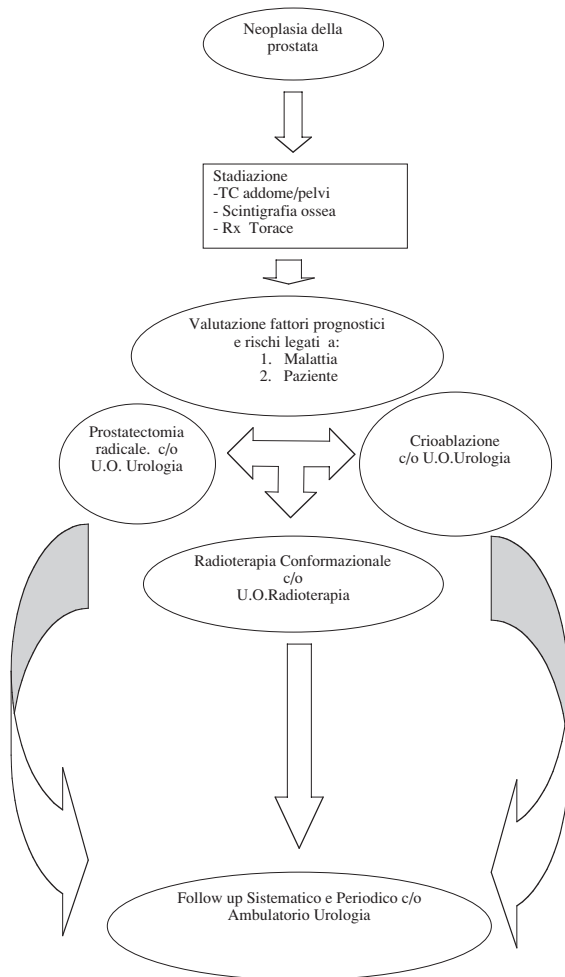 Neoplasia della
prostata
Stadiazione
-TC addome/pelvi
- Scintigrafia ossea
- Rx Torace
Valutazione fattori prognostici
e rischi legati a:
1. Malattia
2. Paziente
Prostatectomia
radicale. c/o
U.O. Urologia
Crioablazione
c/o U.O.Urologia
Radioterapia Conformazionale
c/o
U.O.Radioterapia
Follow up Sistematico e Periodico c/o
Ambulatorio Urologia